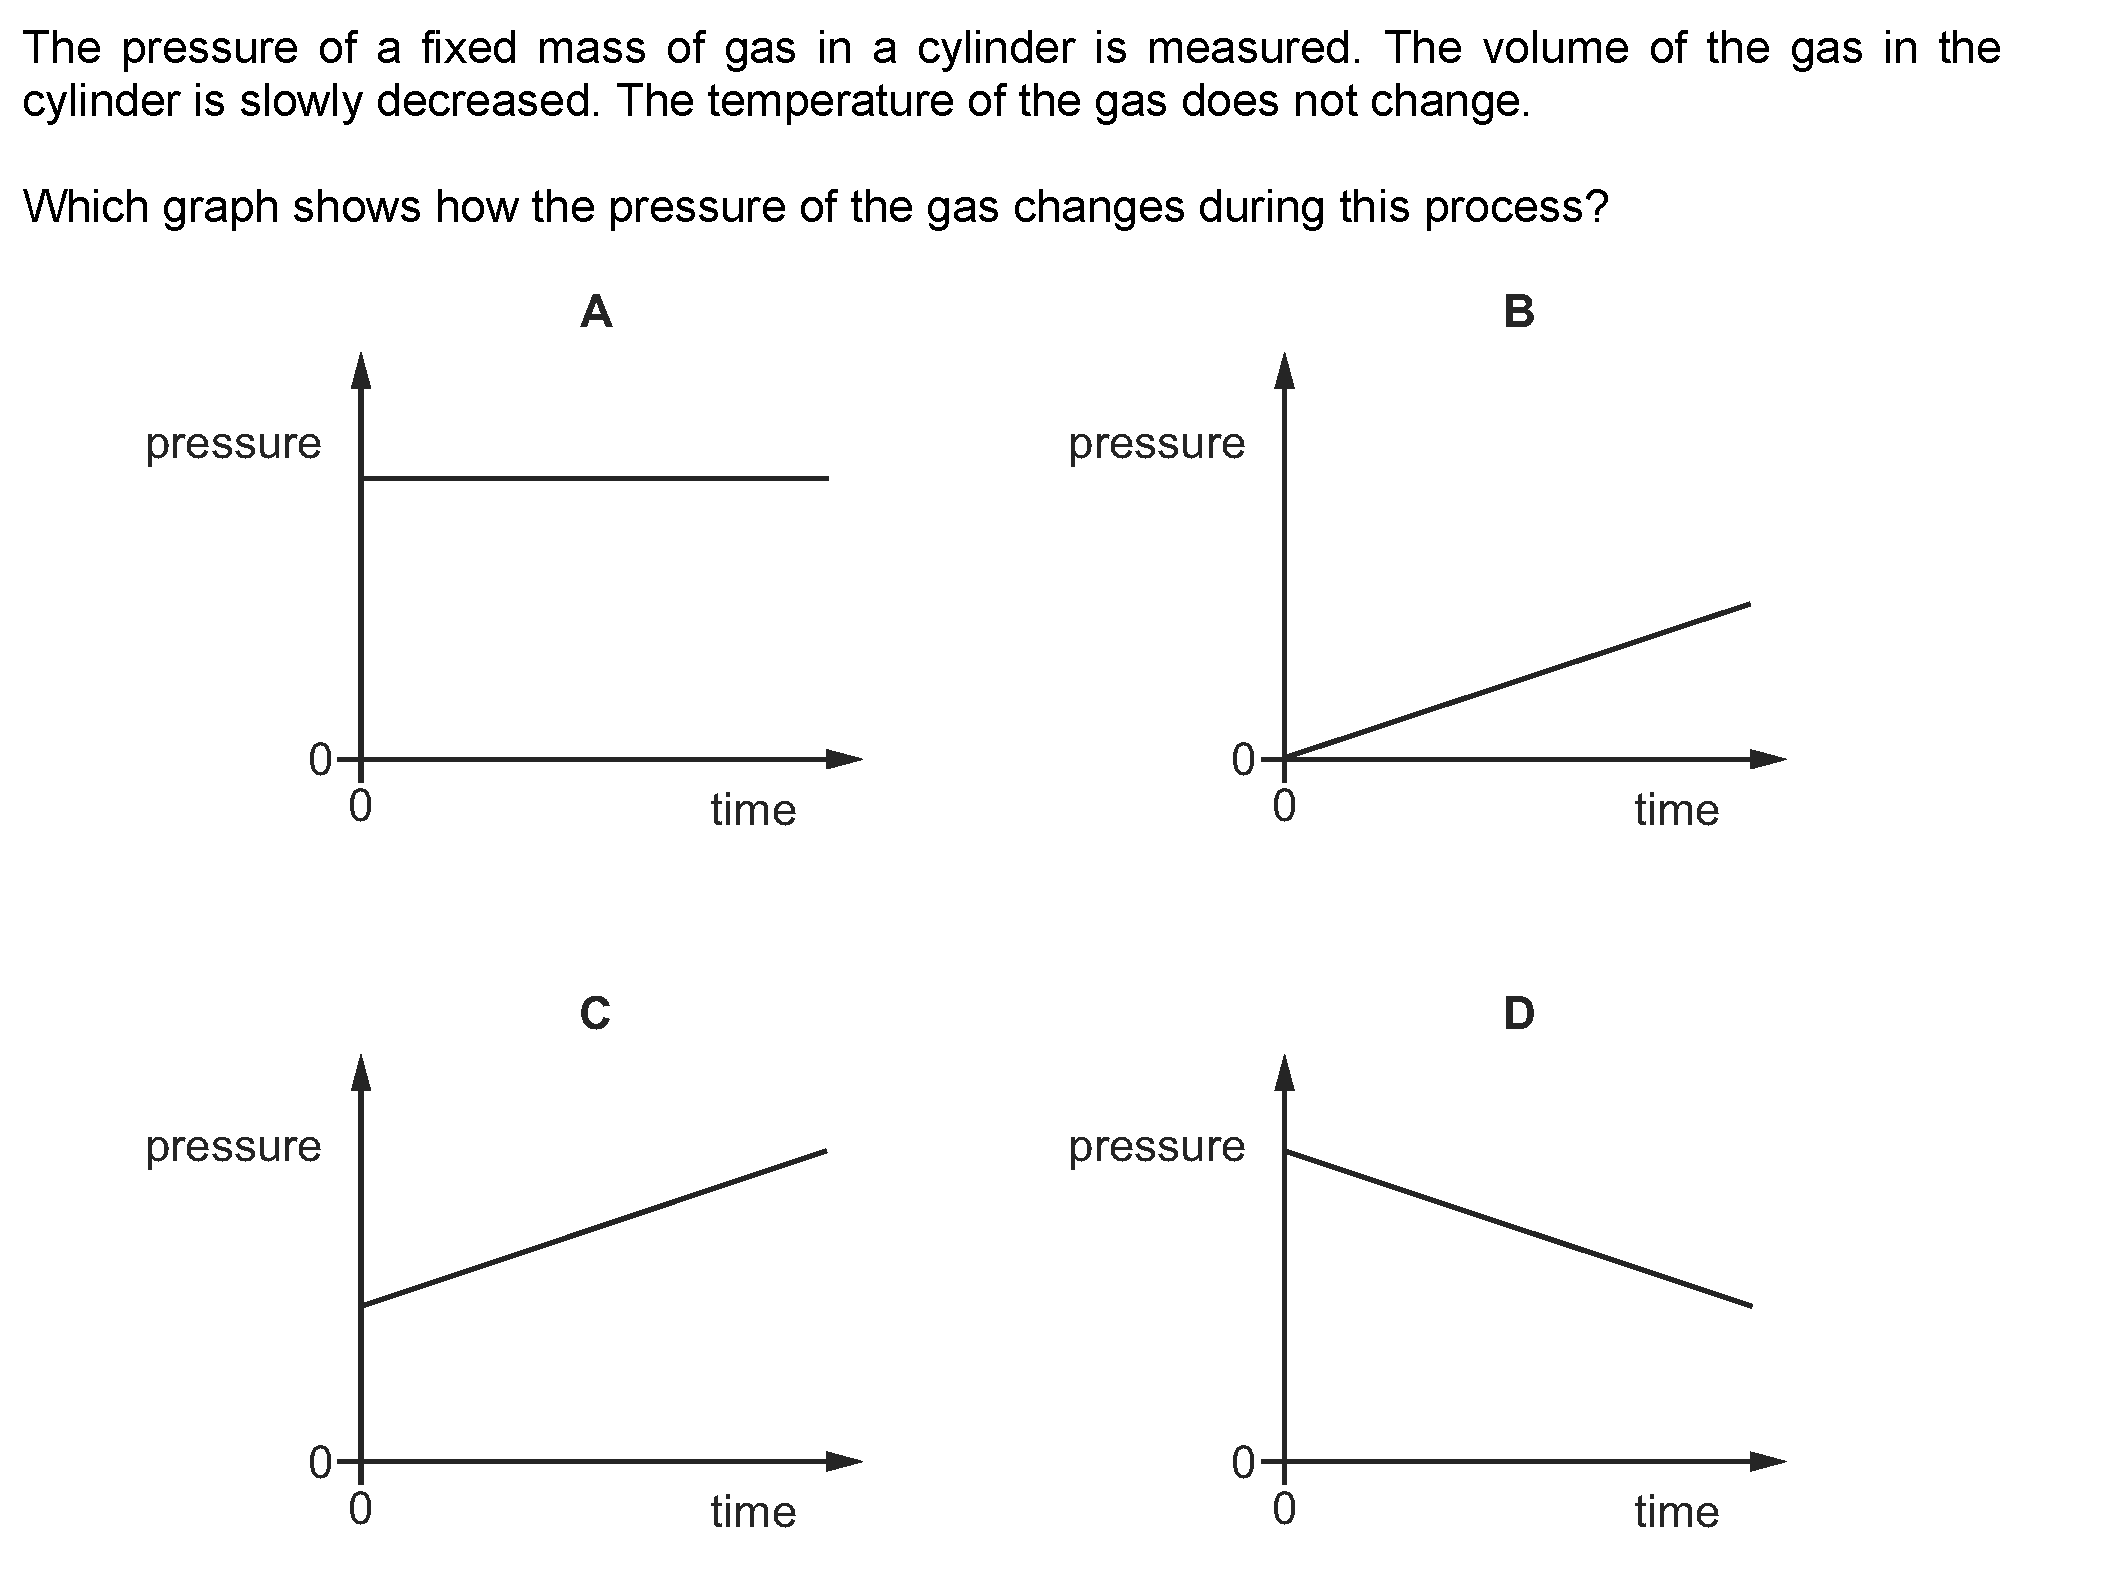 The pressure of a fixed mass of gas in a cylinder is measured. The volume of the gas in the
cylinder is slowly decreased. The temperature of the gas does not change.
Which graph shows how the pressure of the gas changes during this process?
A
pressure
0
0
time
B
pressure
0
0
time
C
pressure
0
0
time
D
pressure
0
0
time